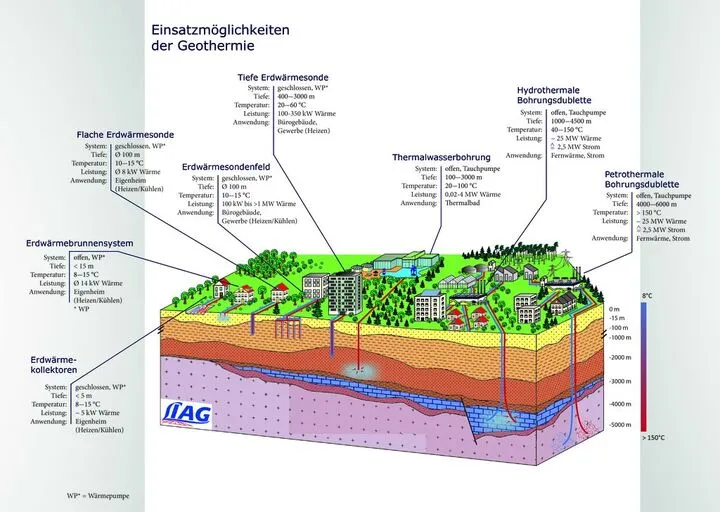 Einsatzmöglichkeiten
der Geothermie
Tiefe Erdwärmesonde
System: geschlossen, WP*
Tiefe: 400—3000 m
Temperatur: 20—60 °C
Leistung: 100-350 kW Wärme
Anwendung: Bürogebäude,
Gewerbe (Heizen)
Hydrothermale
Bohrungsdublette
System: offen, Tauchpumpe
Tiefe: 1000—4500 m
Temperatur: 40—150 °C
Leistung: ~ 25 MW Wärme
≙ 2,5 MW Strom
Anwendung: Fernwärme, Strom
Flache Erdwärmesonde
System: geschlossen, WP*
Tiefe: Ø 100 m
Temperatur: 10—15 °C
Leistung: Ø 8 kW Wärme
Anwendung: Eigenheim
(Heizen/Kühlen)
Erdwärmesondenfeld
System: geschlossen, WP*
Tiefe: Ø 100 m
Temperatur: 10—15 °C
Leistung: 100 kW bis >1 MW Wärme
Anwendung: Bürogebäude,
Gewerbe (Heizen/Kühlen)
Thermalwasserbohrung
System: offen, Tauchpumpe
Tiefe: 100—3000 m
Temperatur: 20—100 °C
Leistung: 0,02-4 MW Wärme
Anwendung: Thermalbad
Petrothermale
Bohrungsdublette
System: offen, Tauchpumpe
Tiefe: 4000—6000 m
Temperatur: > 150 °C
Leistung: ~ 25 MW Wärme
≙ 2,5 MW Strom
Anwendung: Fernwärme, Strom
Erdwärmebrunnensystem
System: offen, WP*
Tiefe: < 15 m
Temperatur: 8—15 °C
Leistung: Ø 14 kW Wärme
Anwendung: Eigenheim
(Heizen/Kühlen)
* WP
Erdwärme-
kollektoren
System: geschlossen, WP*
Tiefe: < 5 m
Temperatur: 8—15 °C
Leistung: ~ 5 kW Wärme
Anwendung: Eigenheim
(Heizen/Kühlen)
8°C
0 m
-15 m
-100 m
-1000 m
-2000 m
-3000 m
-4000 m
-5000 m
> 150°C
AG
WP* = Wärmepumpe